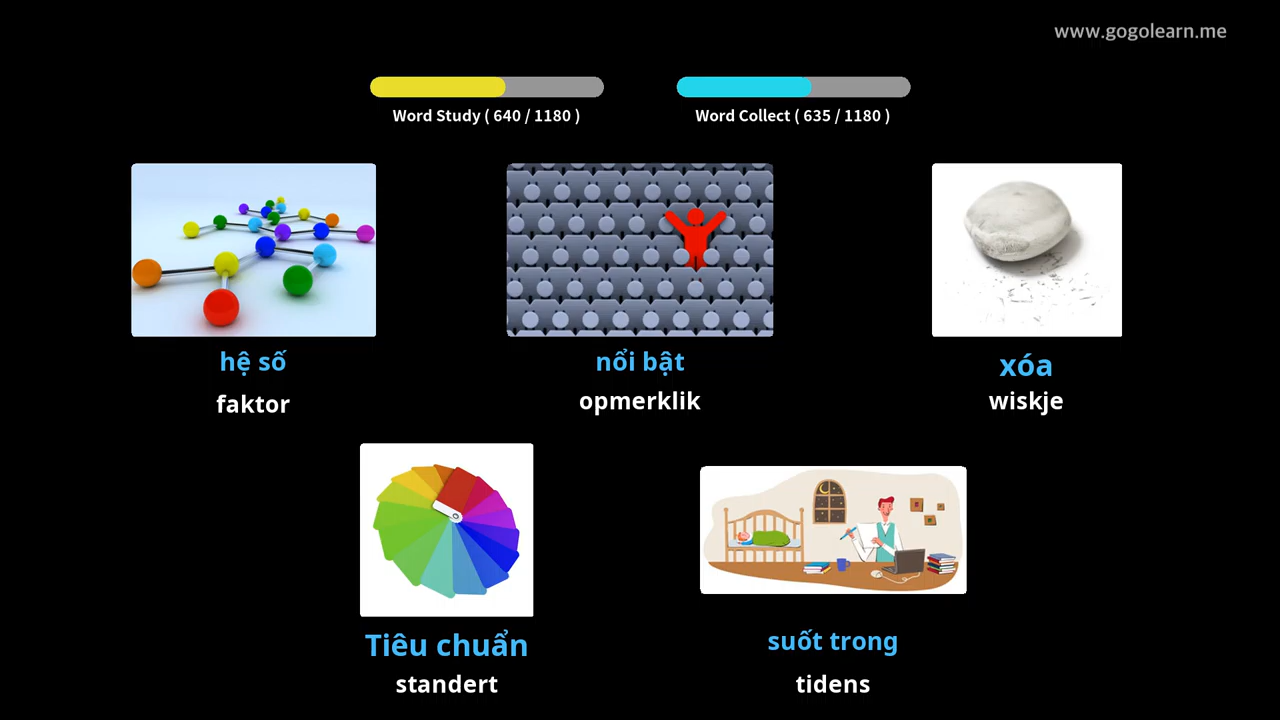 www.gogolearn.me
Word Study ( 640 / 1180 )
Word Collect ( 635 / 1180 )
hệ số
faktor
nổi bật
opmerklik
xóa
wiskje
Tiêu chuẩn
standert
suốt trong
tidens